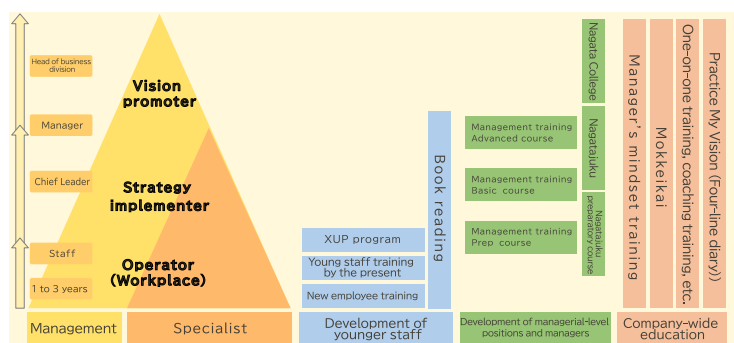 Head of business
division
Manager
Chief Leader
Staff
1 to 3 years
Vision
promoter
Strategy
implementer
Operator
(Workplace)
XUP program
Young staff training
by the present
New employee training
Book reading
Management training
Advanced course
Management training
Basic course
Management training
Prep course
Nagata College
Nagatajuku
Nagatajuku
preparatory course
Manager's mindset training
Mokkeikai
One-on-one training, coaching training, etc.
Practice My Vision (Four-line diary))
Management
Specialist
Development of
younger staff
Development of managerial-level
positions and managers
Company-wide
education